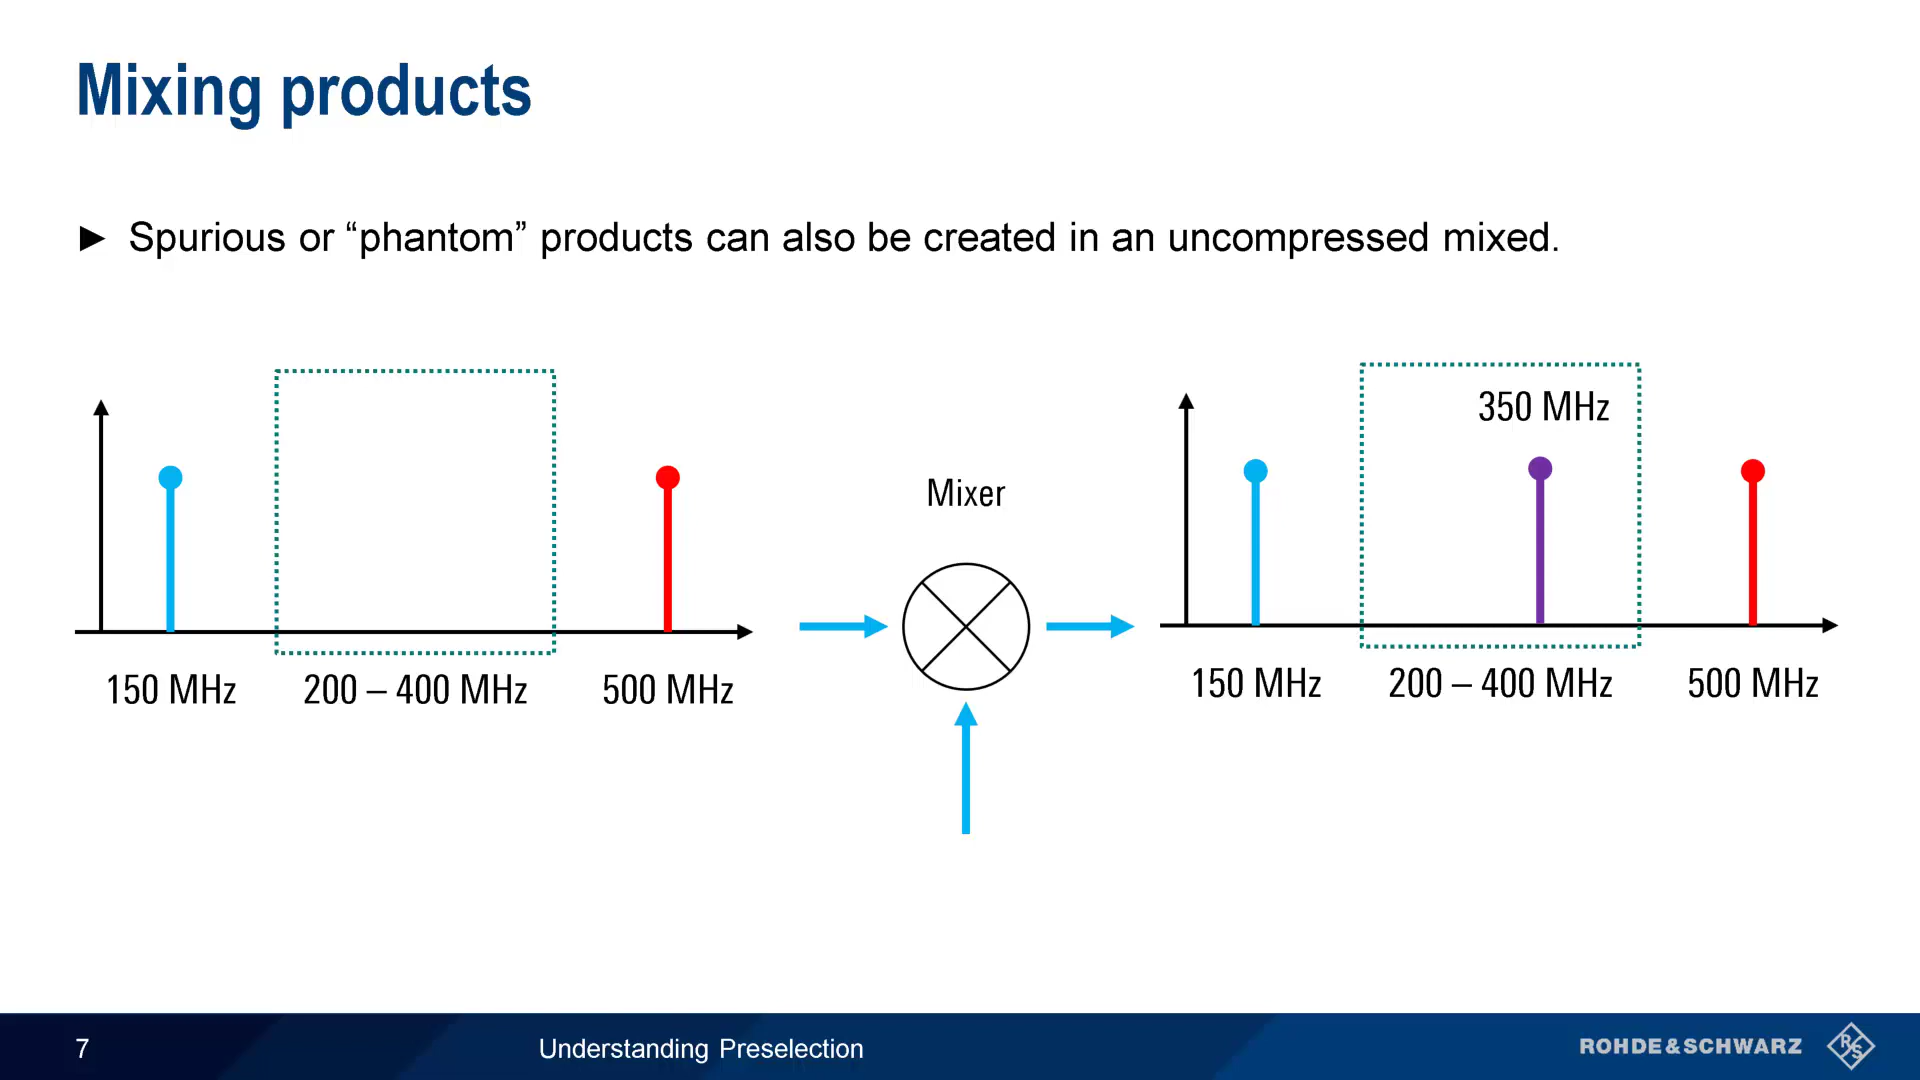 Mixing products
► Spurious or “phantom” products can also be created in an uncompressed mixed.
350 MHz
Mixer
150 MHz
200 – 400 MHz
500 MHz
150 MHz
200 – 400 MHz
500 MHz
7
Understanding Preselection
ROHDE&SCHWARZ
R&S